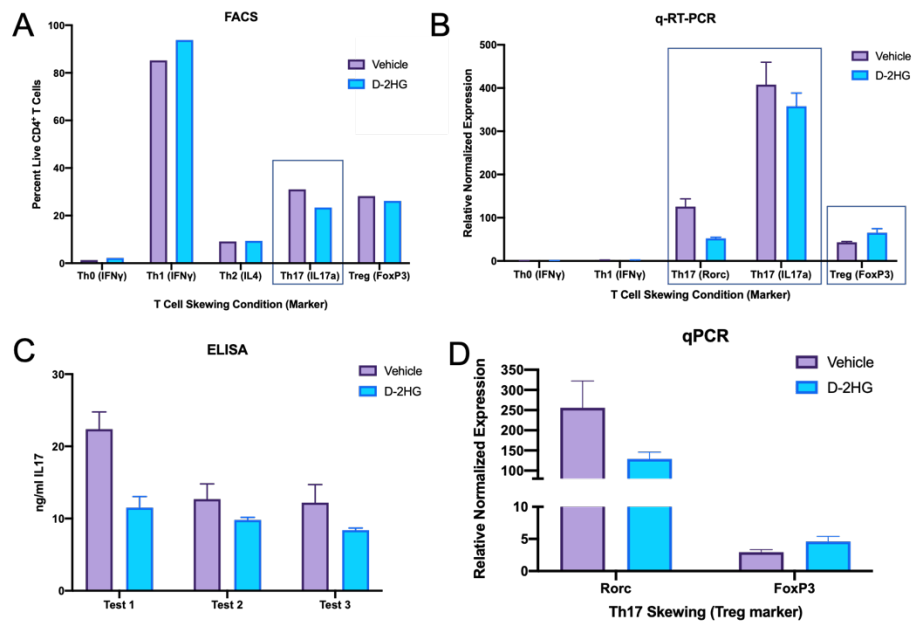 A
FACS
Vehicle
D-2HG
Percent Live CD4⁺ T Cells
100
80
60
40
20
0
Th0 (IFNγ) Th1 (IFNγ) Th2 (IL4) Th17 (IL17a) Treg (FoxP3)
T Cell Skewing Condition (Marker)
B
q-RT-PCR
Vehicle
D-2HG
Relative Normalized Expression
500
400
300
200
100
0
Th0 (IFNγ) Th1 (IFNγ) Th17 (Rorc) Th17 (IL17a) Treg (FoxP3)
T Cell Skewing Condition (Marker)
C
ELISA
Vehicle
D-2HG
ng/ml IL17
30
20
10
0
Test 1 Test 2 Test 3
D
qPCR
Vehicle
D-2HG
Relative Normalized Expression
350
300
250
200
150
100
10
5
0
Rorc FoxP3
Th17 Skewing (Treg marker)